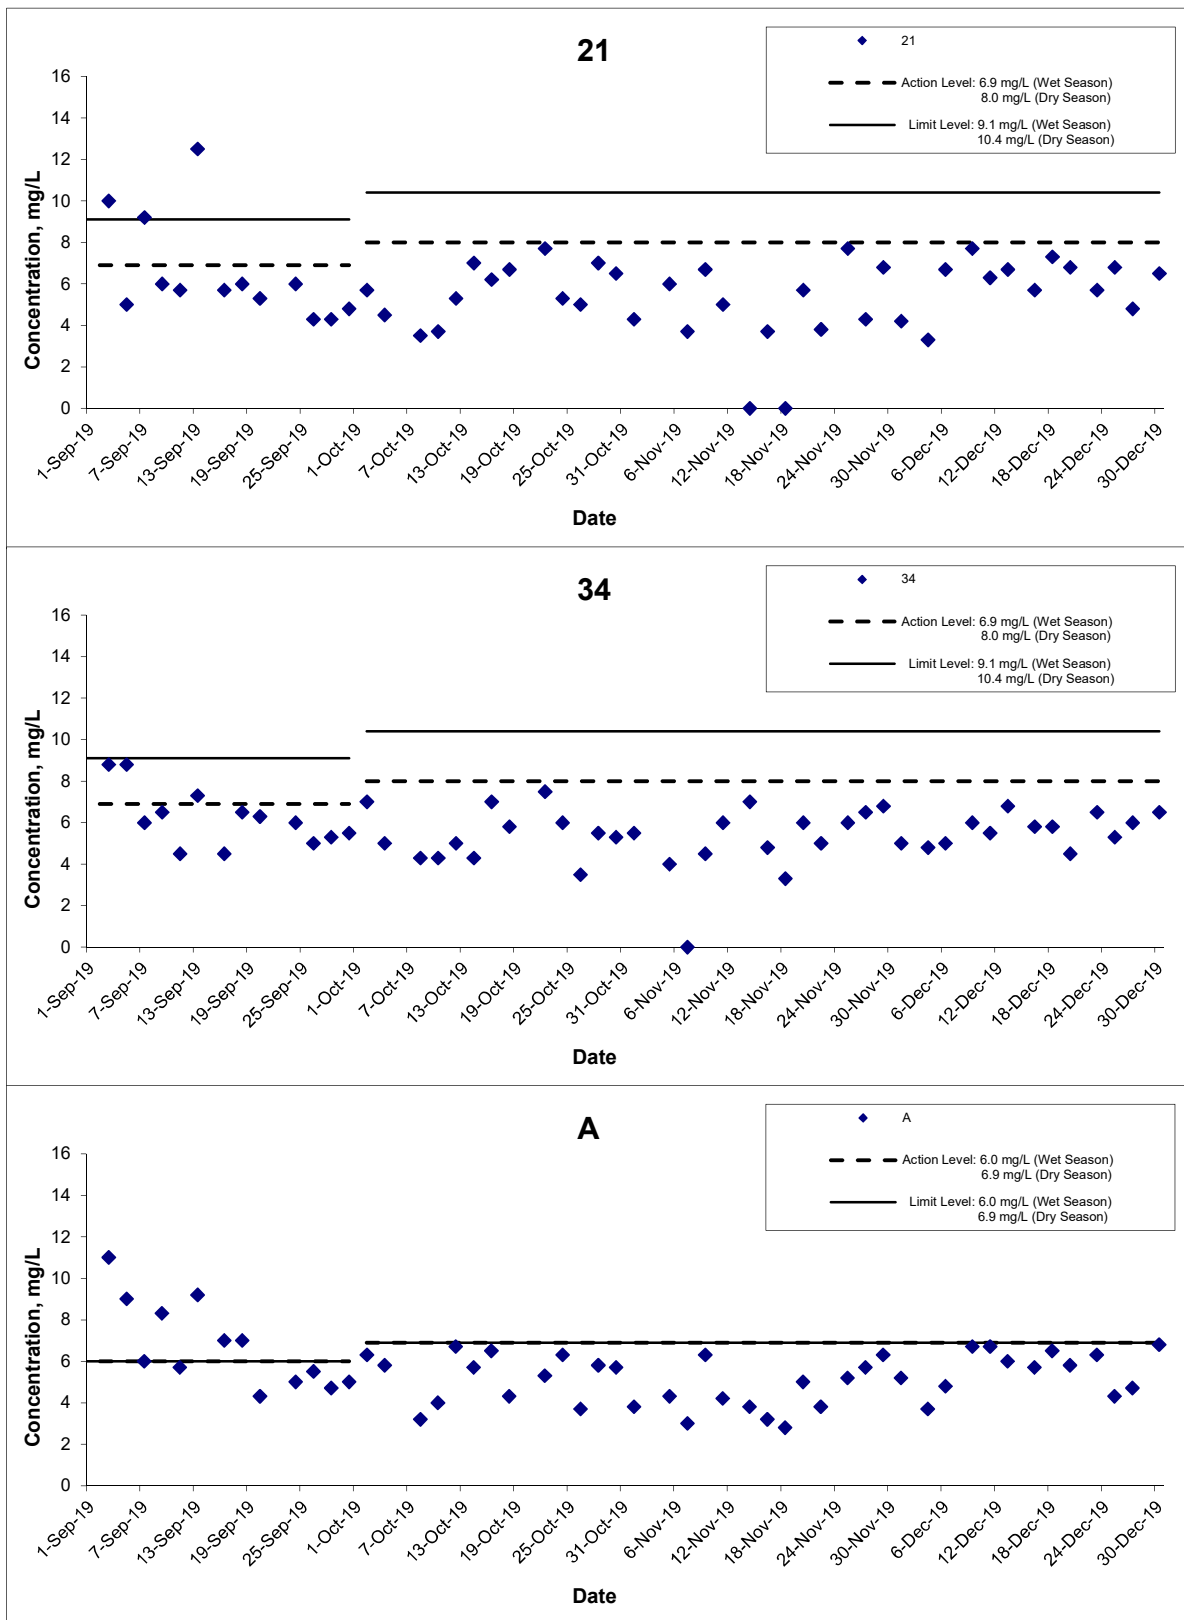 21
21
Action Level: 6.9 mg/L (Wet Season)
8.0 mg/L (Dry Season)
Limit Level: 9.1 mg/L (Wet Season)
10.4 mg/L (Dry Season)
Concentration, mg/L
16
14
12
10
8
6
4
2
0
1-Sep-19
7-Sep-19
13-Sep-19
19-Sep-19
25-Sep-19
1-Oct-19
7-Oct-19
13-Oct-19
19-Oct-19
25-Oct-19
31-Oct-19
6-Nov-19
12-Nov-19
18-Nov-19
24-Nov-19
30-Nov-19
6-Dec-19
12-Dec-19
18-Dec-19
24-Dec-19
30-Dec-19
Date
34
34
Action Level: 6.9 mg/L (Wet Season)
8.0 mg/L (Dry Season)
Limit Level: 9.1 mg/L (Wet Season)
10.4 mg/L (Dry Season)
Concentration, mg/L
16
14
12
10
8
6
4
2
0
1-Sep-19
7-Sep-19
13-Sep-19
19-Sep-19
25-Sep-19
1-Oct-19
7-Oct-19
13-Oct-19
19-Oct-19
25-Oct-19
31-Oct-19
6-Nov-19
12-Nov-19
18-Nov-19
24-Nov-19
30-Nov-19
6-Dec-19
12-Dec-19
18-Dec-19
24-Dec-19
30-Dec-19
Date
A
A
Action Level: 6.0 mg/L (Wet Season)
6.9 mg/L (Dry Season)
Limit Level: 6.0 mg/L (Wet Season)
6.9 mg/L (Dry Season)
Concentration, mg/L
16
14
12
10
8
6
4
2
0
1-Sep-19
7-Sep-19
13-Sep-19
19-Sep-19
25-Sep-19
1-Oct-19
7-Oct-19
13-Oct-19
19-Oct-19
25-Oct-19
31-Oct-19
6-Nov-19
12-Nov-19
18-Nov-19
24-Nov-19
30-Nov-19
6-Dec-19
12-Dec-19
18-Dec-19
24-Dec-19
30-Dec-19
Date